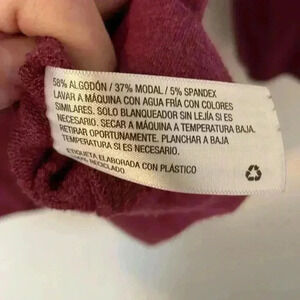 58% ALGODÓN / 37% MODAL / 5% SPANDEX
LAVAR A MÁQUINA CON AGUA FRÍA CON COLORES
SIMILARES. SOLO BLANQUEADOR SIN LEJÍA SI ES
NECESARIO. SECAR A MÁQUINA A TEMPERATURA BAJA.
RETIRAR OPORTUNAMENTE. PLANCHAR A BAJA
TEMPERATURA SI ES NECESARIO.
ETIQUETA ELABORADA CON PLÁSTICO
RECICLADO